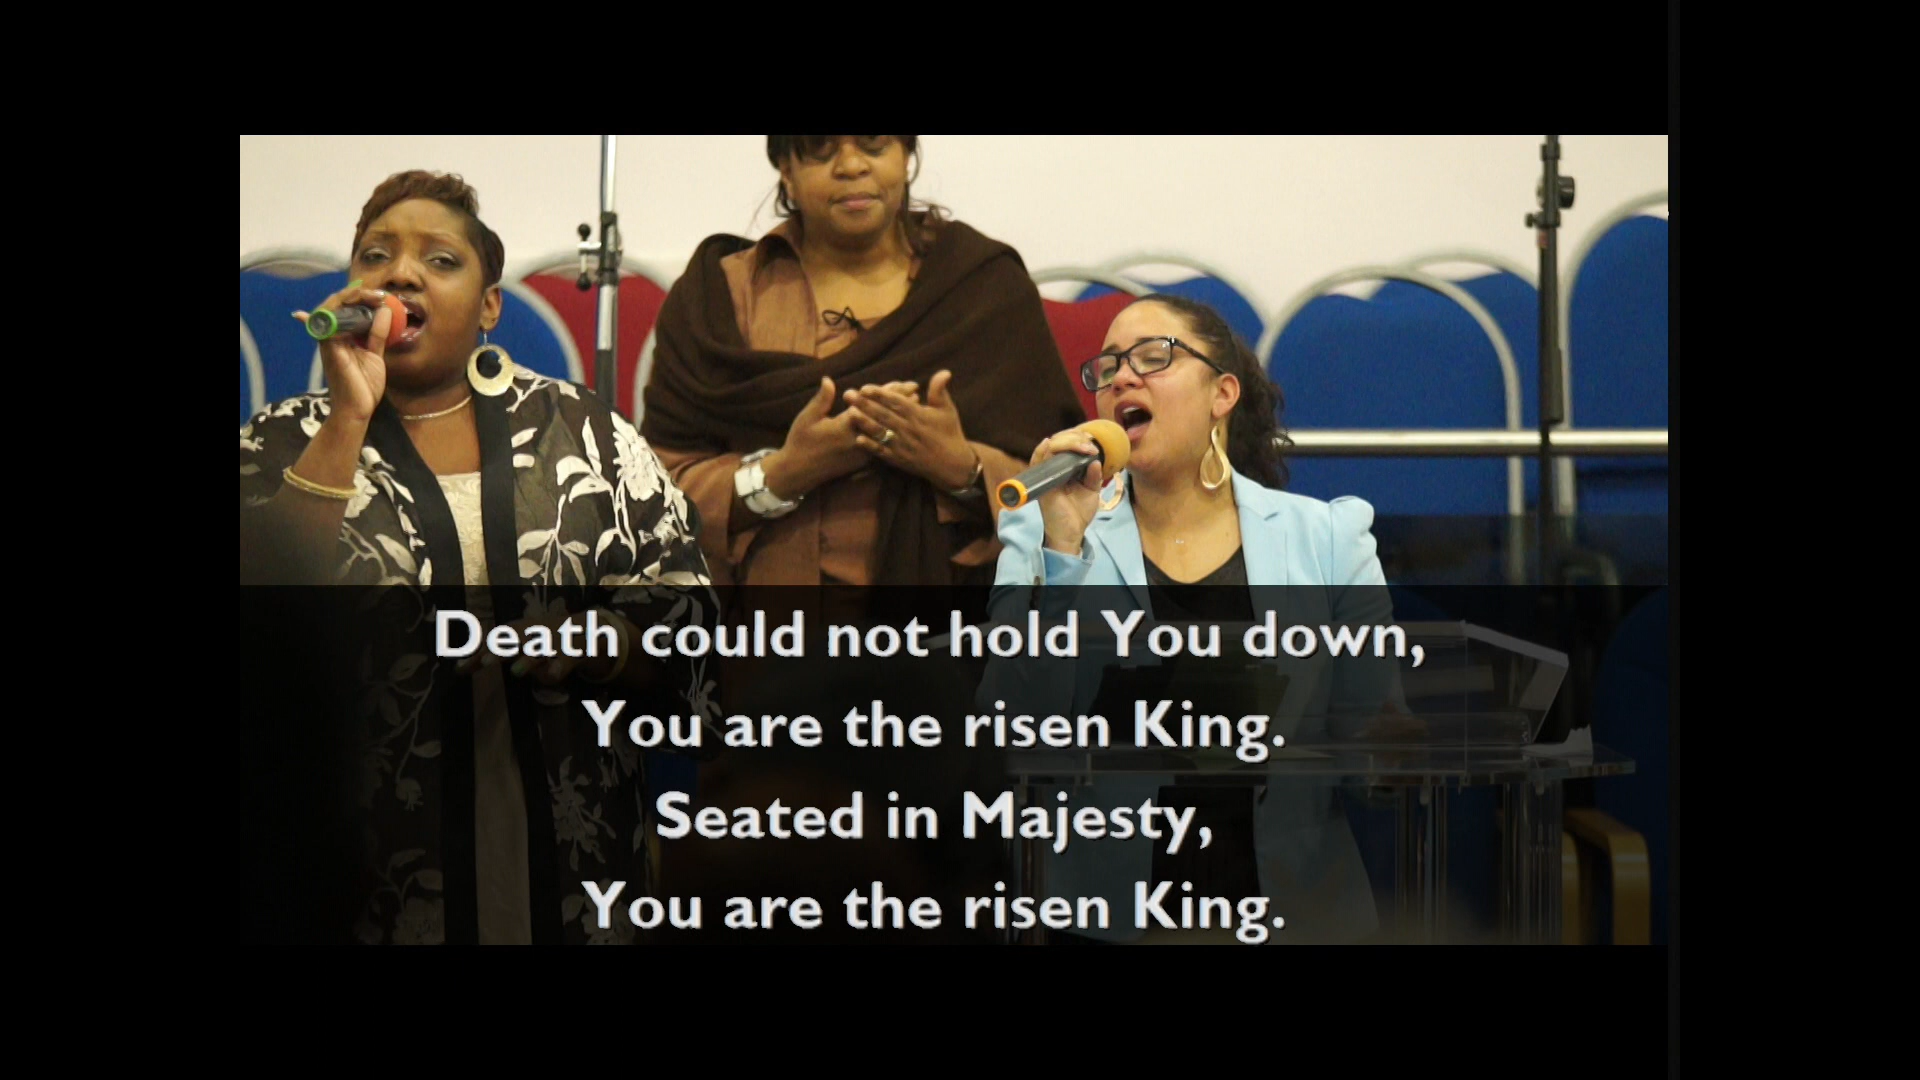 Death could not hold You down,
You are the risen King.
Seated in Majesty,
You are the risen King.